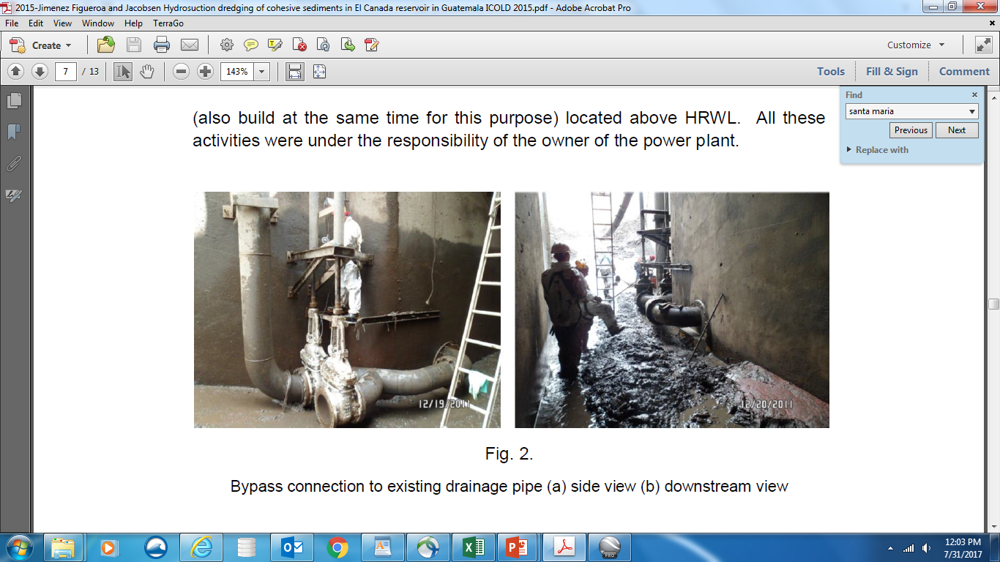 2015-Jimenez Figueroa and Jacobsen Hydrosuction dredging of cohesive sediments in El Canada reservoir in Guatemala ICOLD 2015.pdf - Adobe Acrobat Pro
File Edit View Window Help TerraGo
Create
Customize
7 / 13
143%
Tools
Fill & Sign
Comment
Find
santa maria
Previous
Next
Replace with
(also build at the same time for this purpose) located above HRWL. All these
activities were under the responsibility of the owner of the power plant.
12/19/2011
12/20/2011
Fig. 2.
Bypass connection to existing drainage pipe (a) side view (b) downstream view
PRO
12:03 PM
7/31/2017